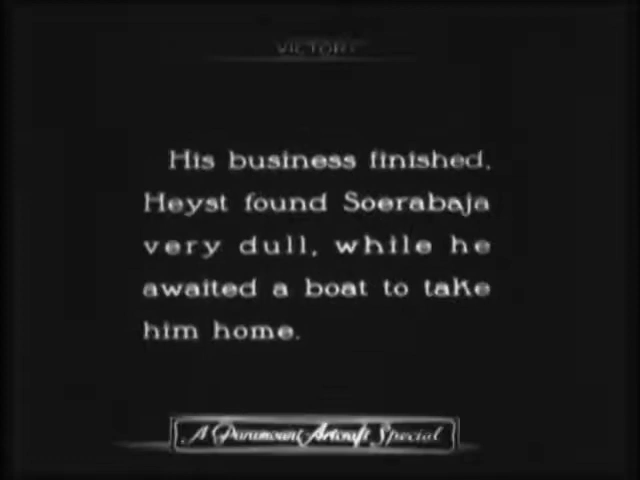 VICTORY
His business finished,
Heyst found Soerabaja
very dull, while he
awaited a boat to take
him home.
A Paramount-Artcraft Special